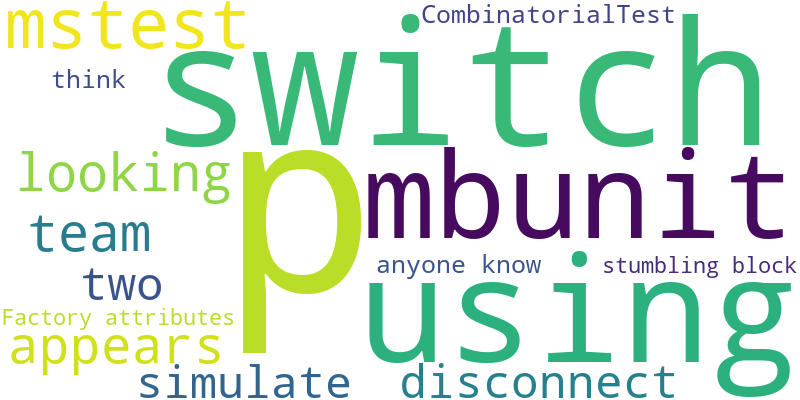 mstest
CombinatorialTest
switch
think
p
mbunit
looking
team
anyone know
stumbling block
two
using
Factory attributes
appears
simulate
disconnect